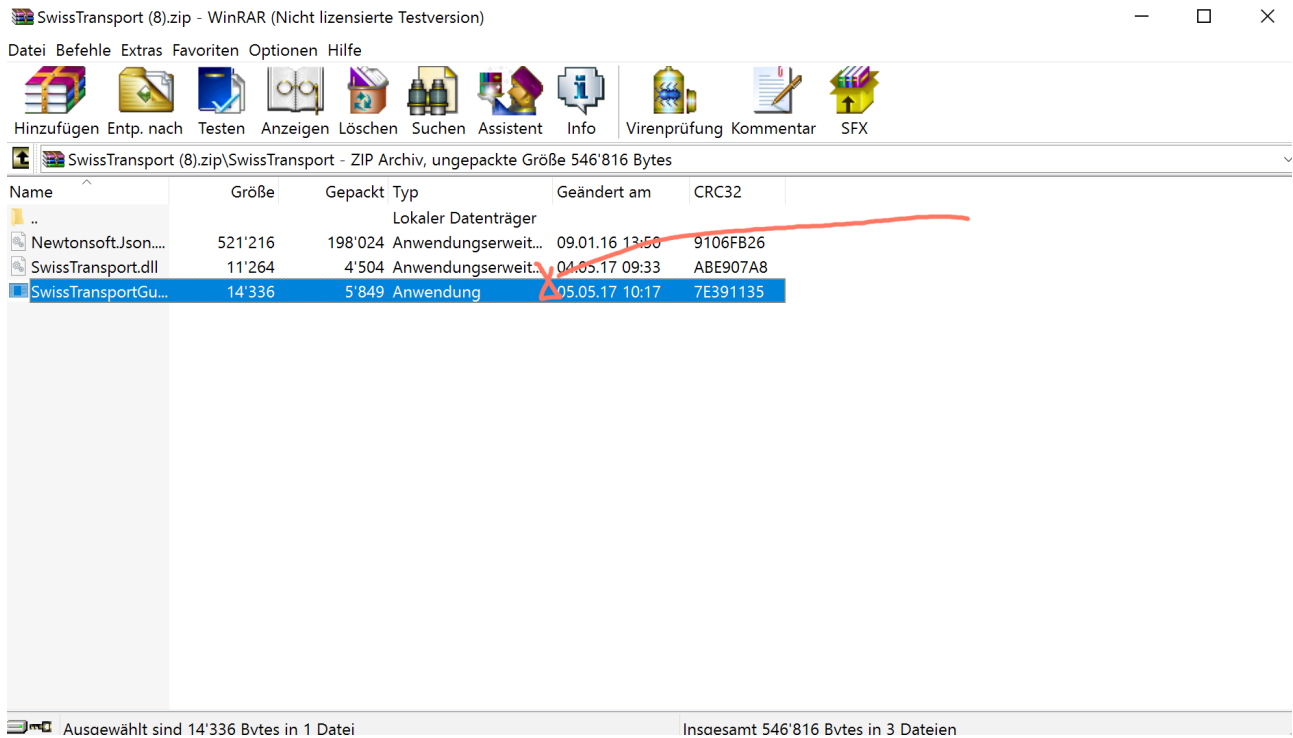 SwissTransport (8).zip - WinRAR (Nicht lizensierte Testversion)
Datei Befehle Extras Favoriten Optionen Hilfe
Hinzufügen Entp. nach Testen Anzeigen Löschen Suchen Assistent Info Virenprüfung Kommentar SFX
SwissTransport (8).zip\SwissTransport - ZIP Archiv, ungepackte Größe 546'816 Bytes
Name Größe Gepackt Typ Geändert am CRC32
.. Lokaler Datenträger
Newtonsoft.Json.... 521'216 198'024 Anwendungserweit... 09.01.16 13:50 9106FB26
SwissTransport.dll 11'264 4'504 Anwendungserweit... 04.05.17 09:33 ABE907A8
SwissTransportGu... 14'336 5'849 Anwendung 05.05.17 10:17 7E391135
Ausgewählt sind 14'336 Bytes in 1 Datei Insgesamt 546'816 Bytes in 3 Dateien